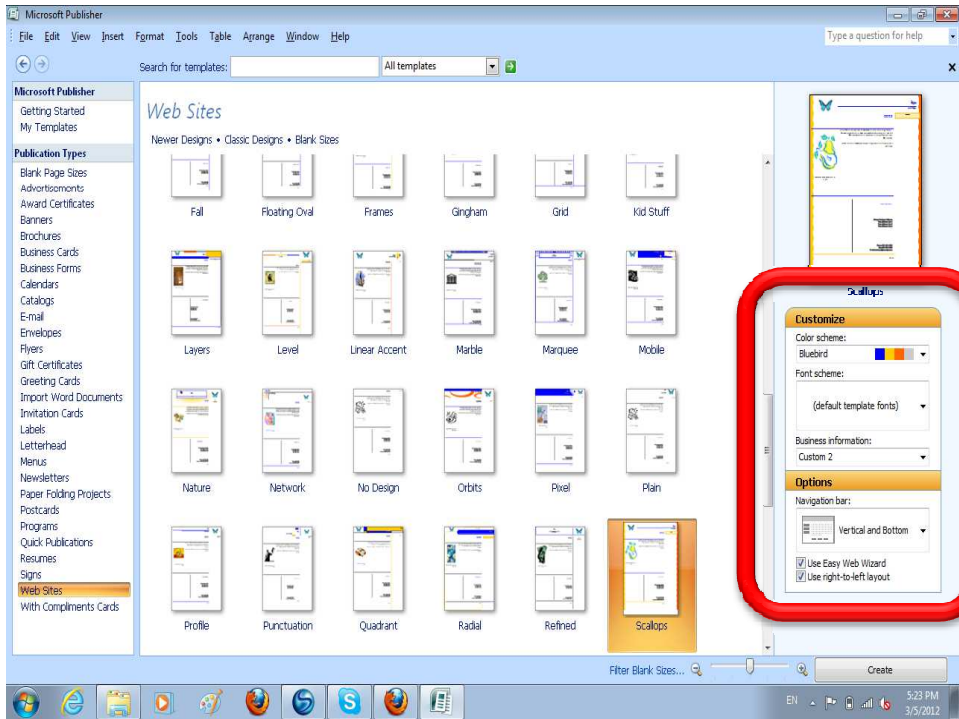 Microsoft Publisher
File Edit View Insert Format Tools Table Arrange Window Help
Type a question for help
Search for templates:
All templates
Microsoft Publisher
Getting Started
My Templates
Publication Types
Blank Page Sizes
Advertisements
Award Certificates
Banners
Brochures
Business Cards
Business Forms
Calendars
Catalogs
E-mail
Envelopes
Flyers
Gift Certificates
Greeting Cards
Import Word Documents
Invitation Cards
Labels
Letterhead
Menus
Newsletters
Paper Folding Projects
Postcards
Programs
Quick Publications
Resumes
Signs
Web Sites
With Compliments Cards
Web Sites
Newer Designs • Classic Designs • Blank Sizes
Fall Floating Oval Frames Gingham Grid Kid Stuff
Layers Level Linear Accent Marble Marquee Mobile
Nature Network No Design Orbits Pixel Plain
Profile Punctuation Quadrant Radial Refined Scallops
Scallops
Customize
Color scheme:
Bluebird
Font scheme:
(default template fonts)
Business information:
Custom 2
Options
Navigation bar:
Vertical and Bottom
Use Easy Web Wizard
Use right-to-left layout
Filter Blank Sizes...
Create
EN
5:23 PM
3/5/2012